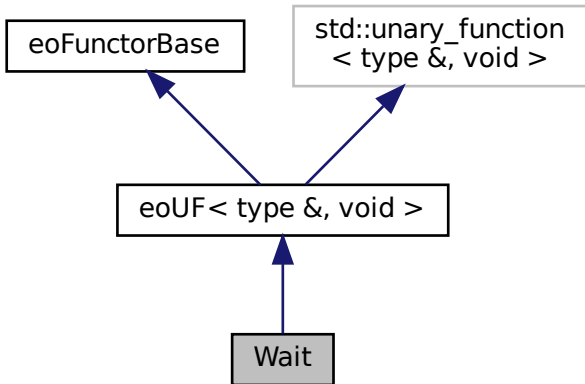 eoFunctorBase
std::unary_function
< type &, void >
eoUF< type &, void >
Wait